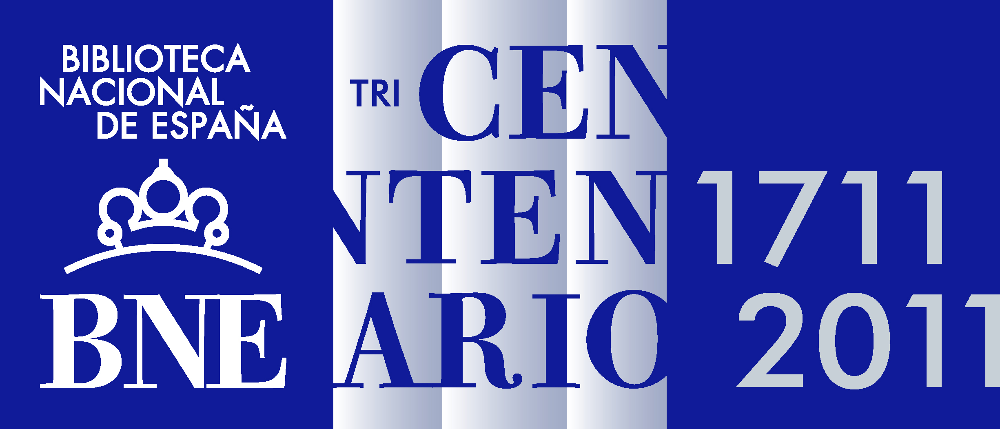 BIBLIOTECA
NACIONAL
DE ESPAÑA
BNE
TRI CEN
NTEN
ARIO
1711
2011